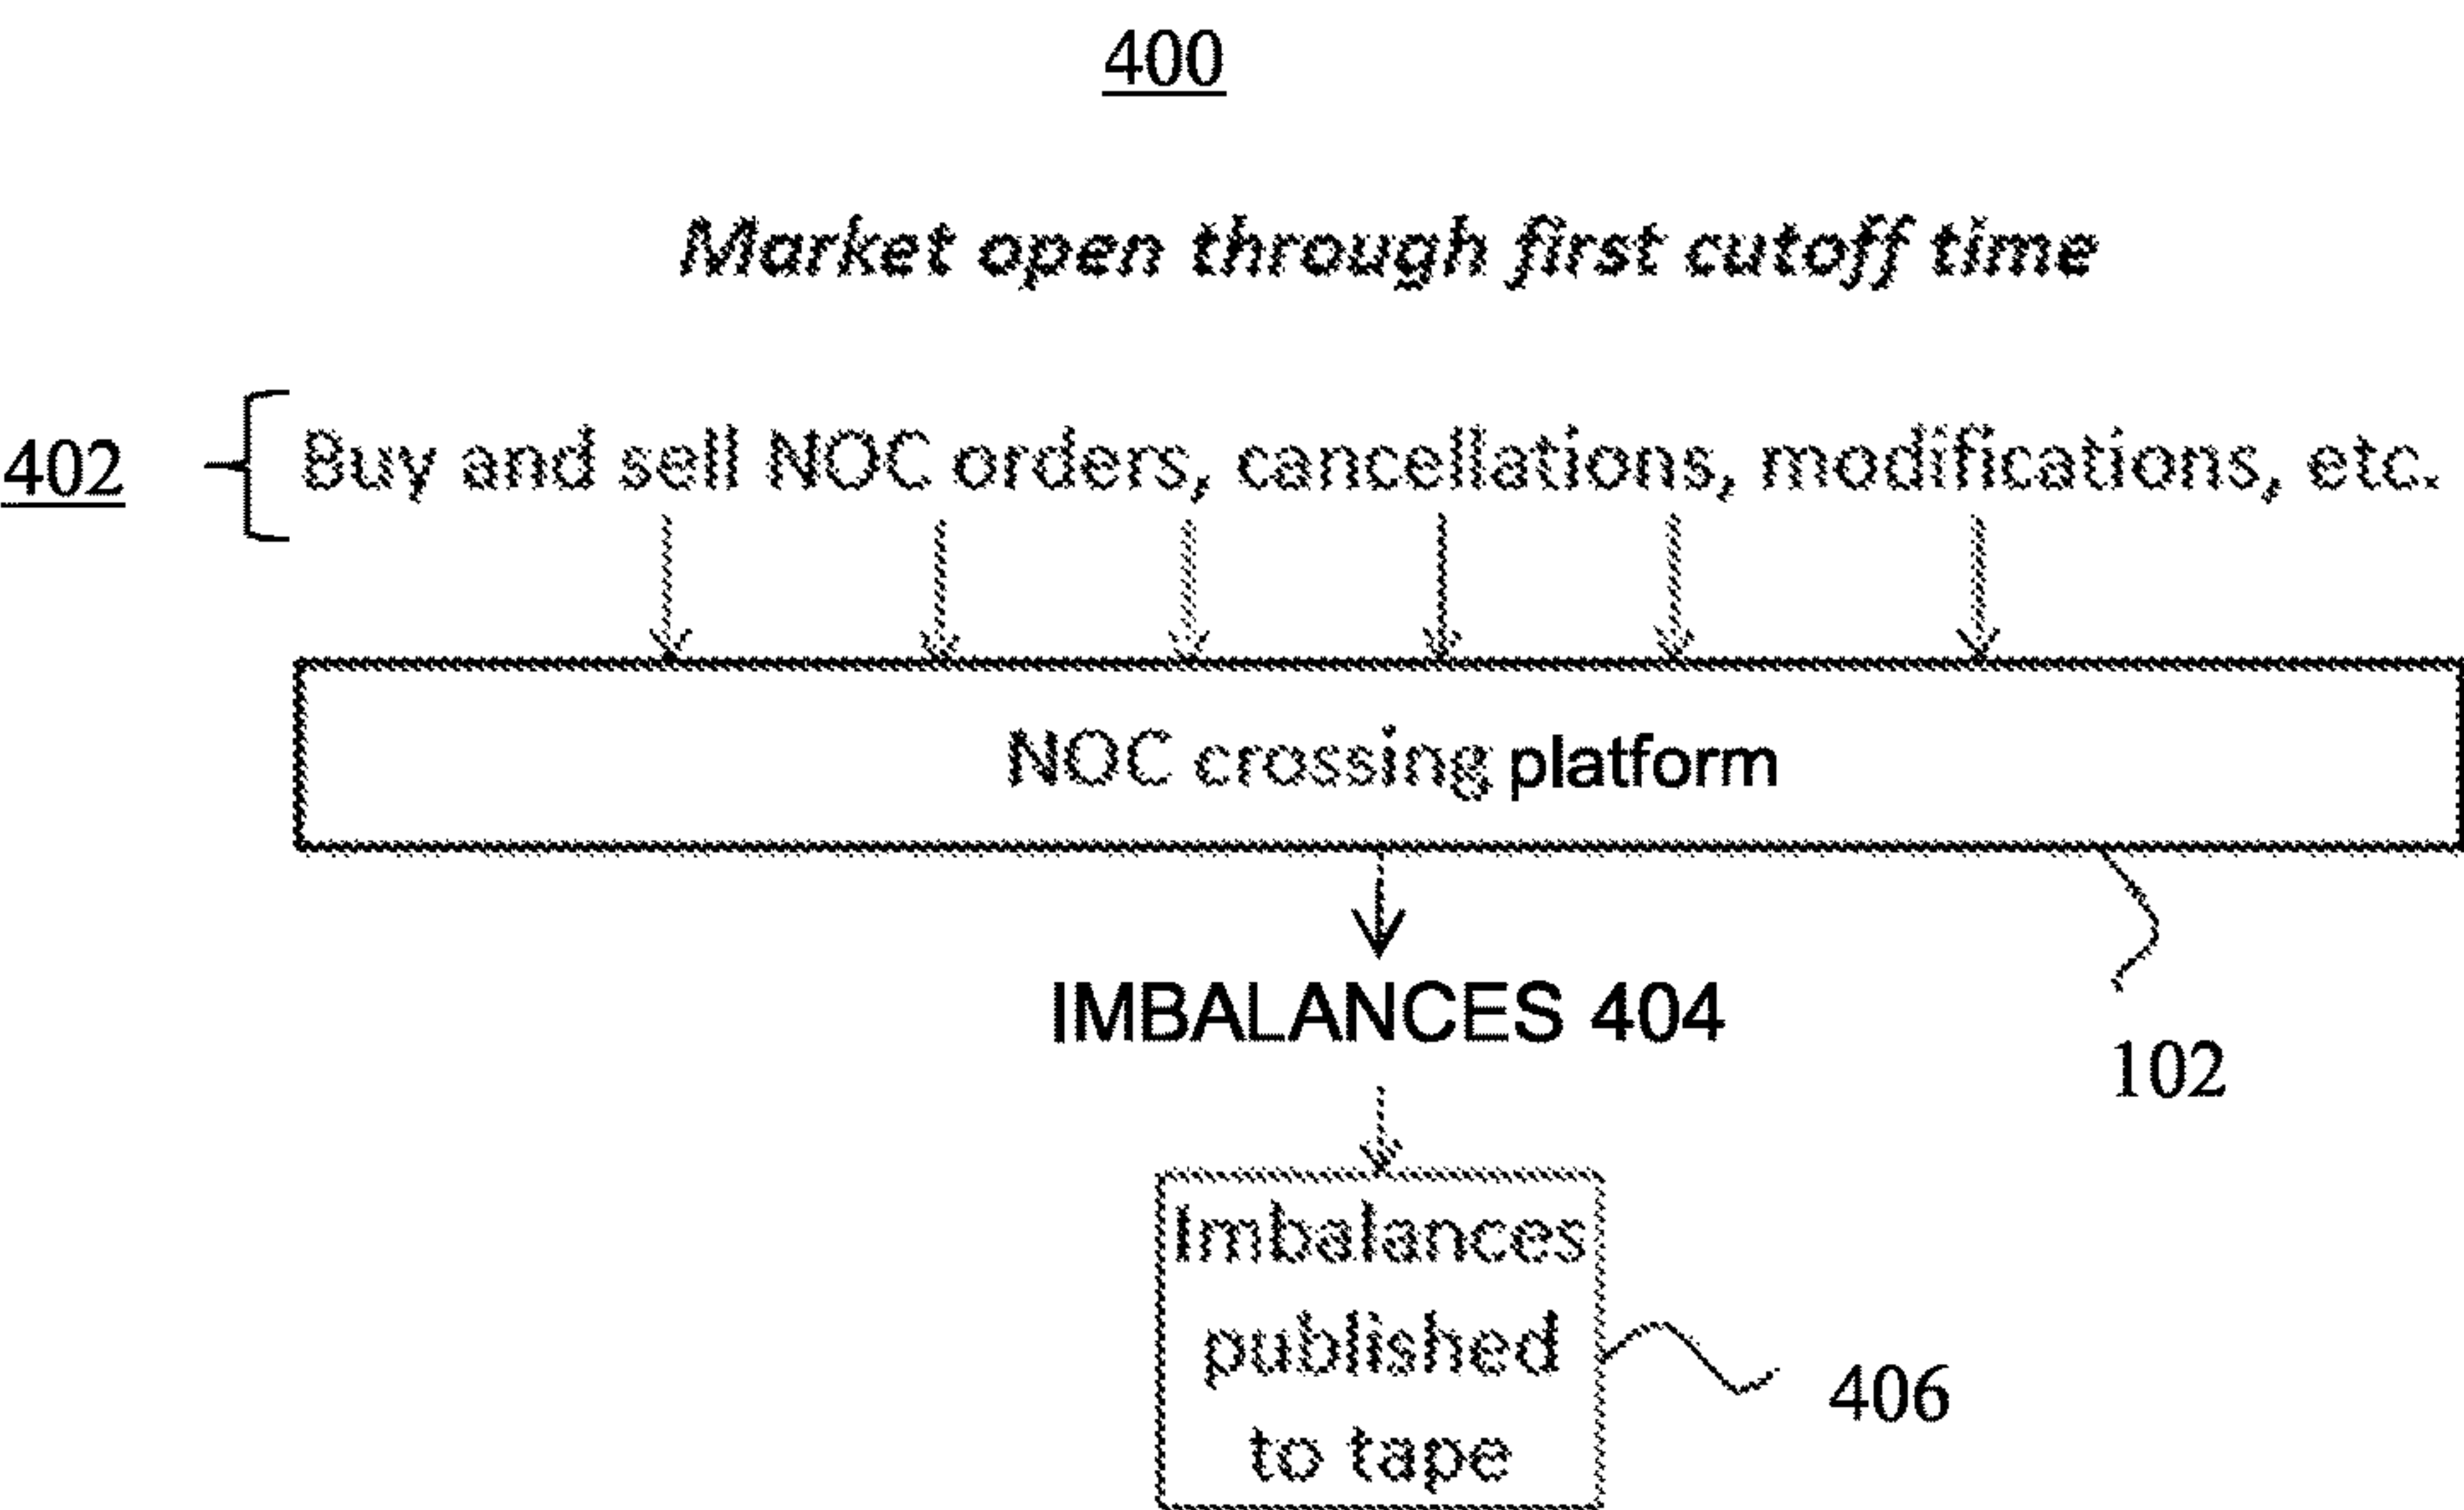 400
Market open through first cutoff time
402
Buy and sell NOC orders, cancellations, modifications, etc.
NOC crossing platform
IMBALANCES 404
102
Imbalances
published
to tape
406